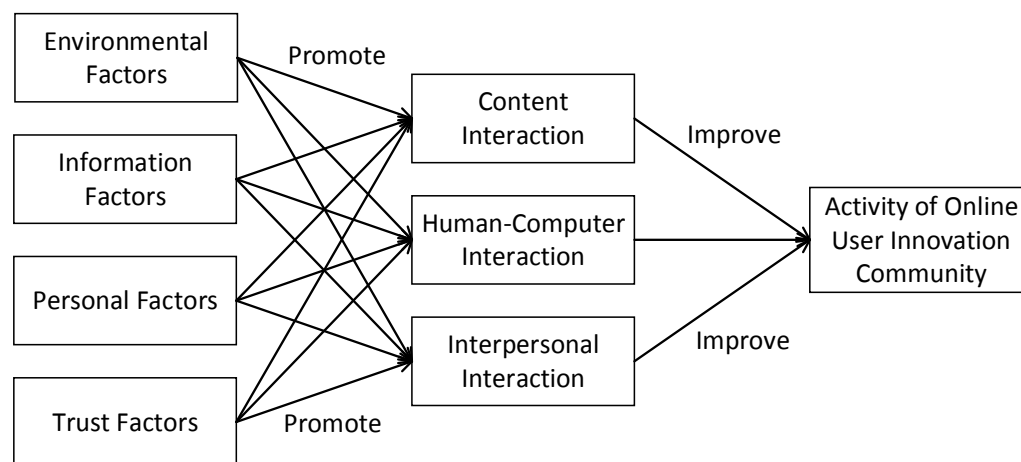 Environmental
Factors
Promote
Information
Factors
Personal Factors
Trust Factors
Promote
Content
Interaction
Human-Computer
Interaction
Interpersonal
Interaction
Improve
Improve
Activity of Online
User Innovation
Community